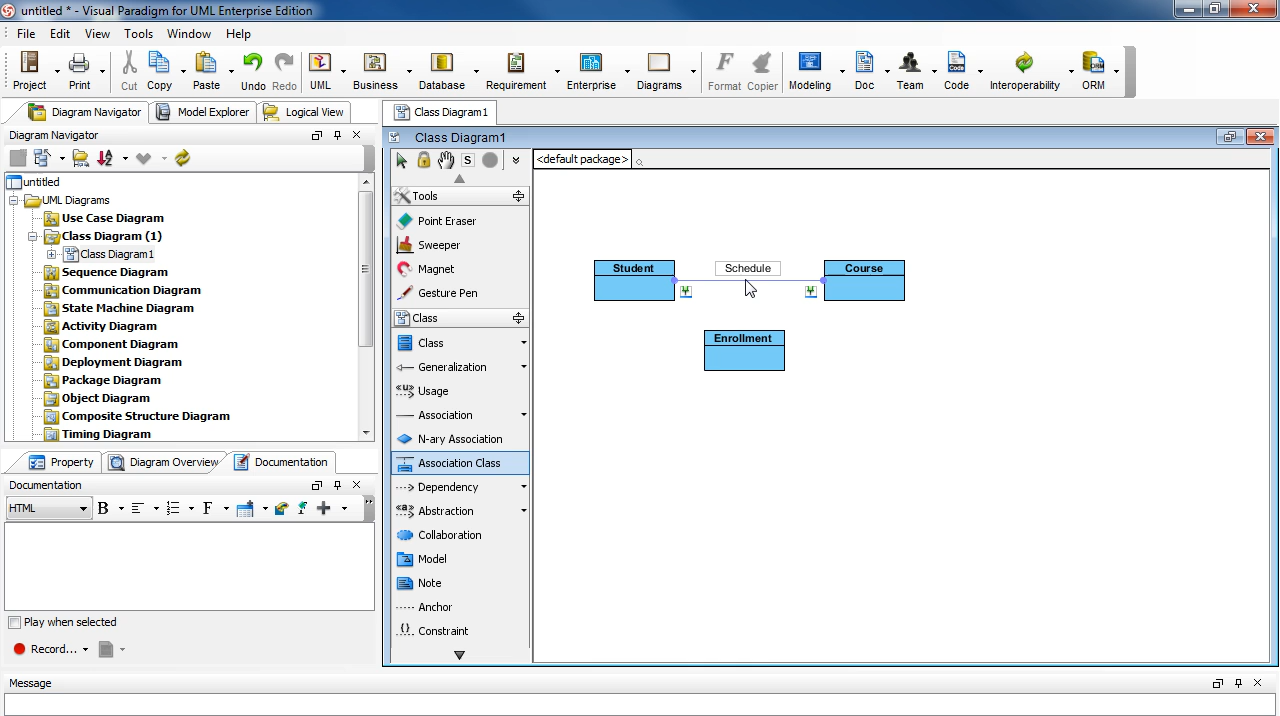 untitled * - Visual Paradigm for UML Enterprise Edition
File Edit View Tools Window Help
Project Print Cut Copy Paste Undo Redo UML Business Database Requirement Enterprise Diagrams Format Copier Modeling Doc Team Code Interoperability ORM
Diagram Navigator Model Explorer Logical View
Diagram Navigator
untitled
UML Diagrams
Use Case Diagram
Class Diagram (1)
Class Diagram1
Sequence Diagram
Communication Diagram
State Machine Diagram
Activity Diagram
Component Diagram
Deployment Diagram
Package Diagram
Object Diagram
Composite Structure Diagram
Timing Diagram
Property Diagram Overview Documentation
Documentation
HTML B F
Play when selected
Record...
Class Diagram1
Class Diagram1
S
<default package>
Tools
Point Eraser
Sweeper
Magnet
Gesture Pen
Class
Class
Generalization
Usage
Association
N-ary Association
Association Class
Dependency
Abstraction
Collaboration
Model
Note
Anchor
Constraint
Student Schedule Course
Enrollment
Message